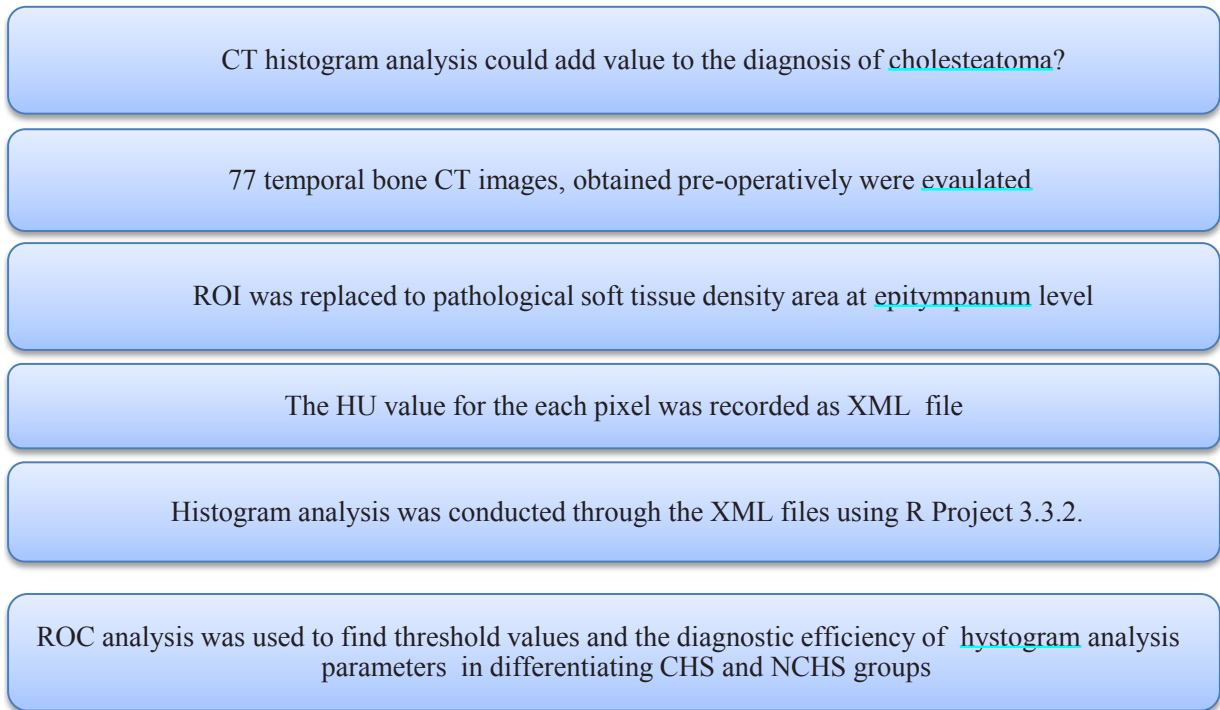 CT histogram analysis could add value to the diagnosis of cholesteatoma?
77 temporal bone CT images, obtained pre-operatively were evaulated
ROI was replaced to pathological soft tissue density area at epitympanum level
The HU value for the each pixel was recorded as XML file
Histogram analysis was conducted through the XML files using R Project 3.3.2.
ROC analysis was used to find threshold values and the diagnostic efficiency of hystogram analysis
parameters in differentiating CHS and NCHS groups